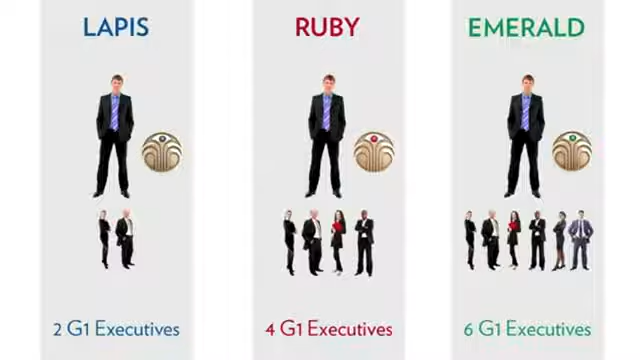 LAPIS
RUBY
EMERALD
2 G1 Executives
4 G1 Executives
6 G1 Executives